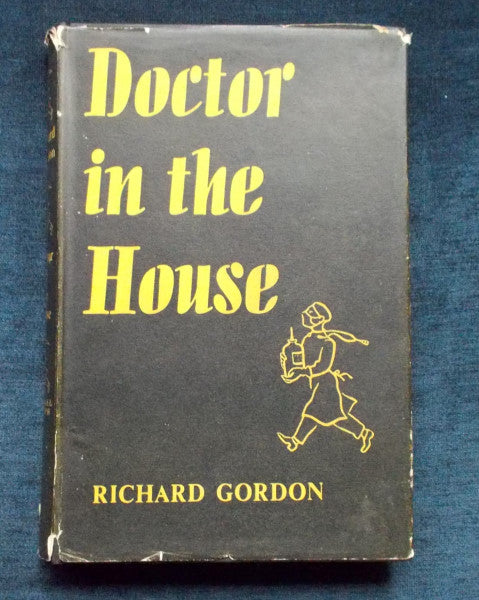 Doctor
in the
House
RICHARD GORDON